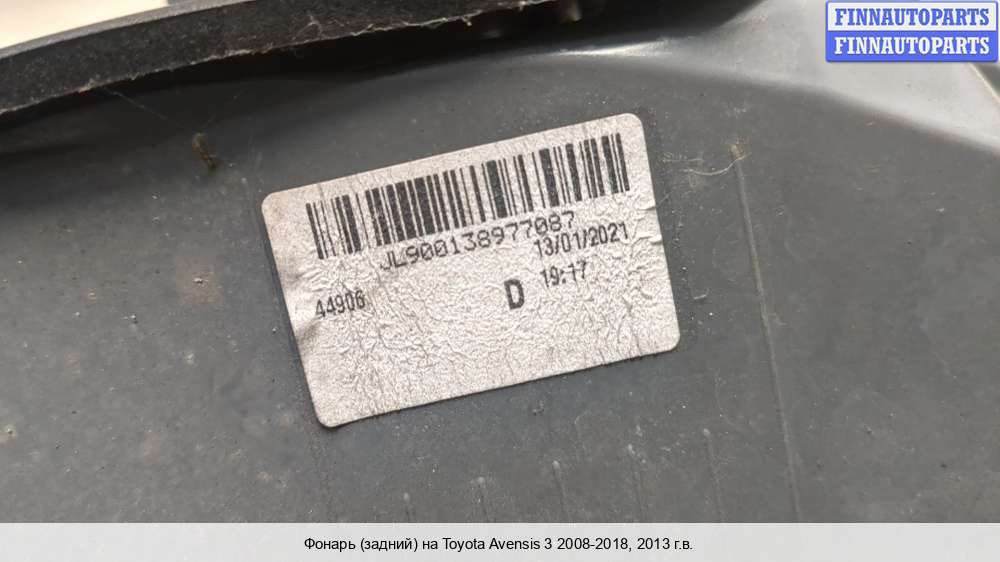 FINNAUTOPARTS
FINNAUTOPARTS
JL900138977087
13/01/2021
44906
D
19:17
Фонарь (задний) на Toyota Avensis 3 2008-2018, 2013 г.в.